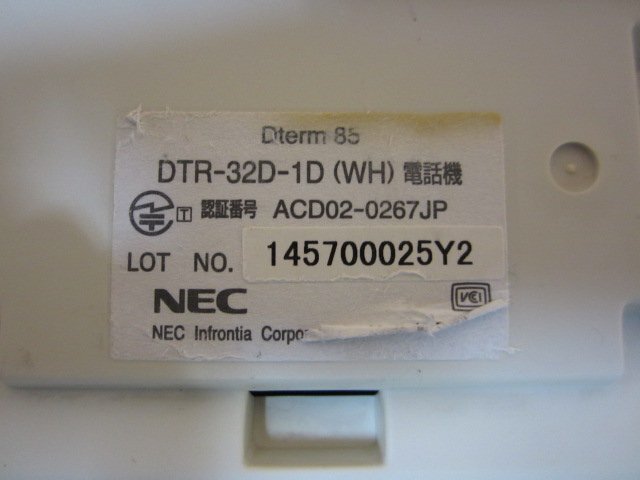 Dterm 85
DTR-32D-1D (WH) 電話機
T 認証番号 ACD02-0267JP
LOT NO. 145700025Y2
NEC
VCI
NEC Infrontia